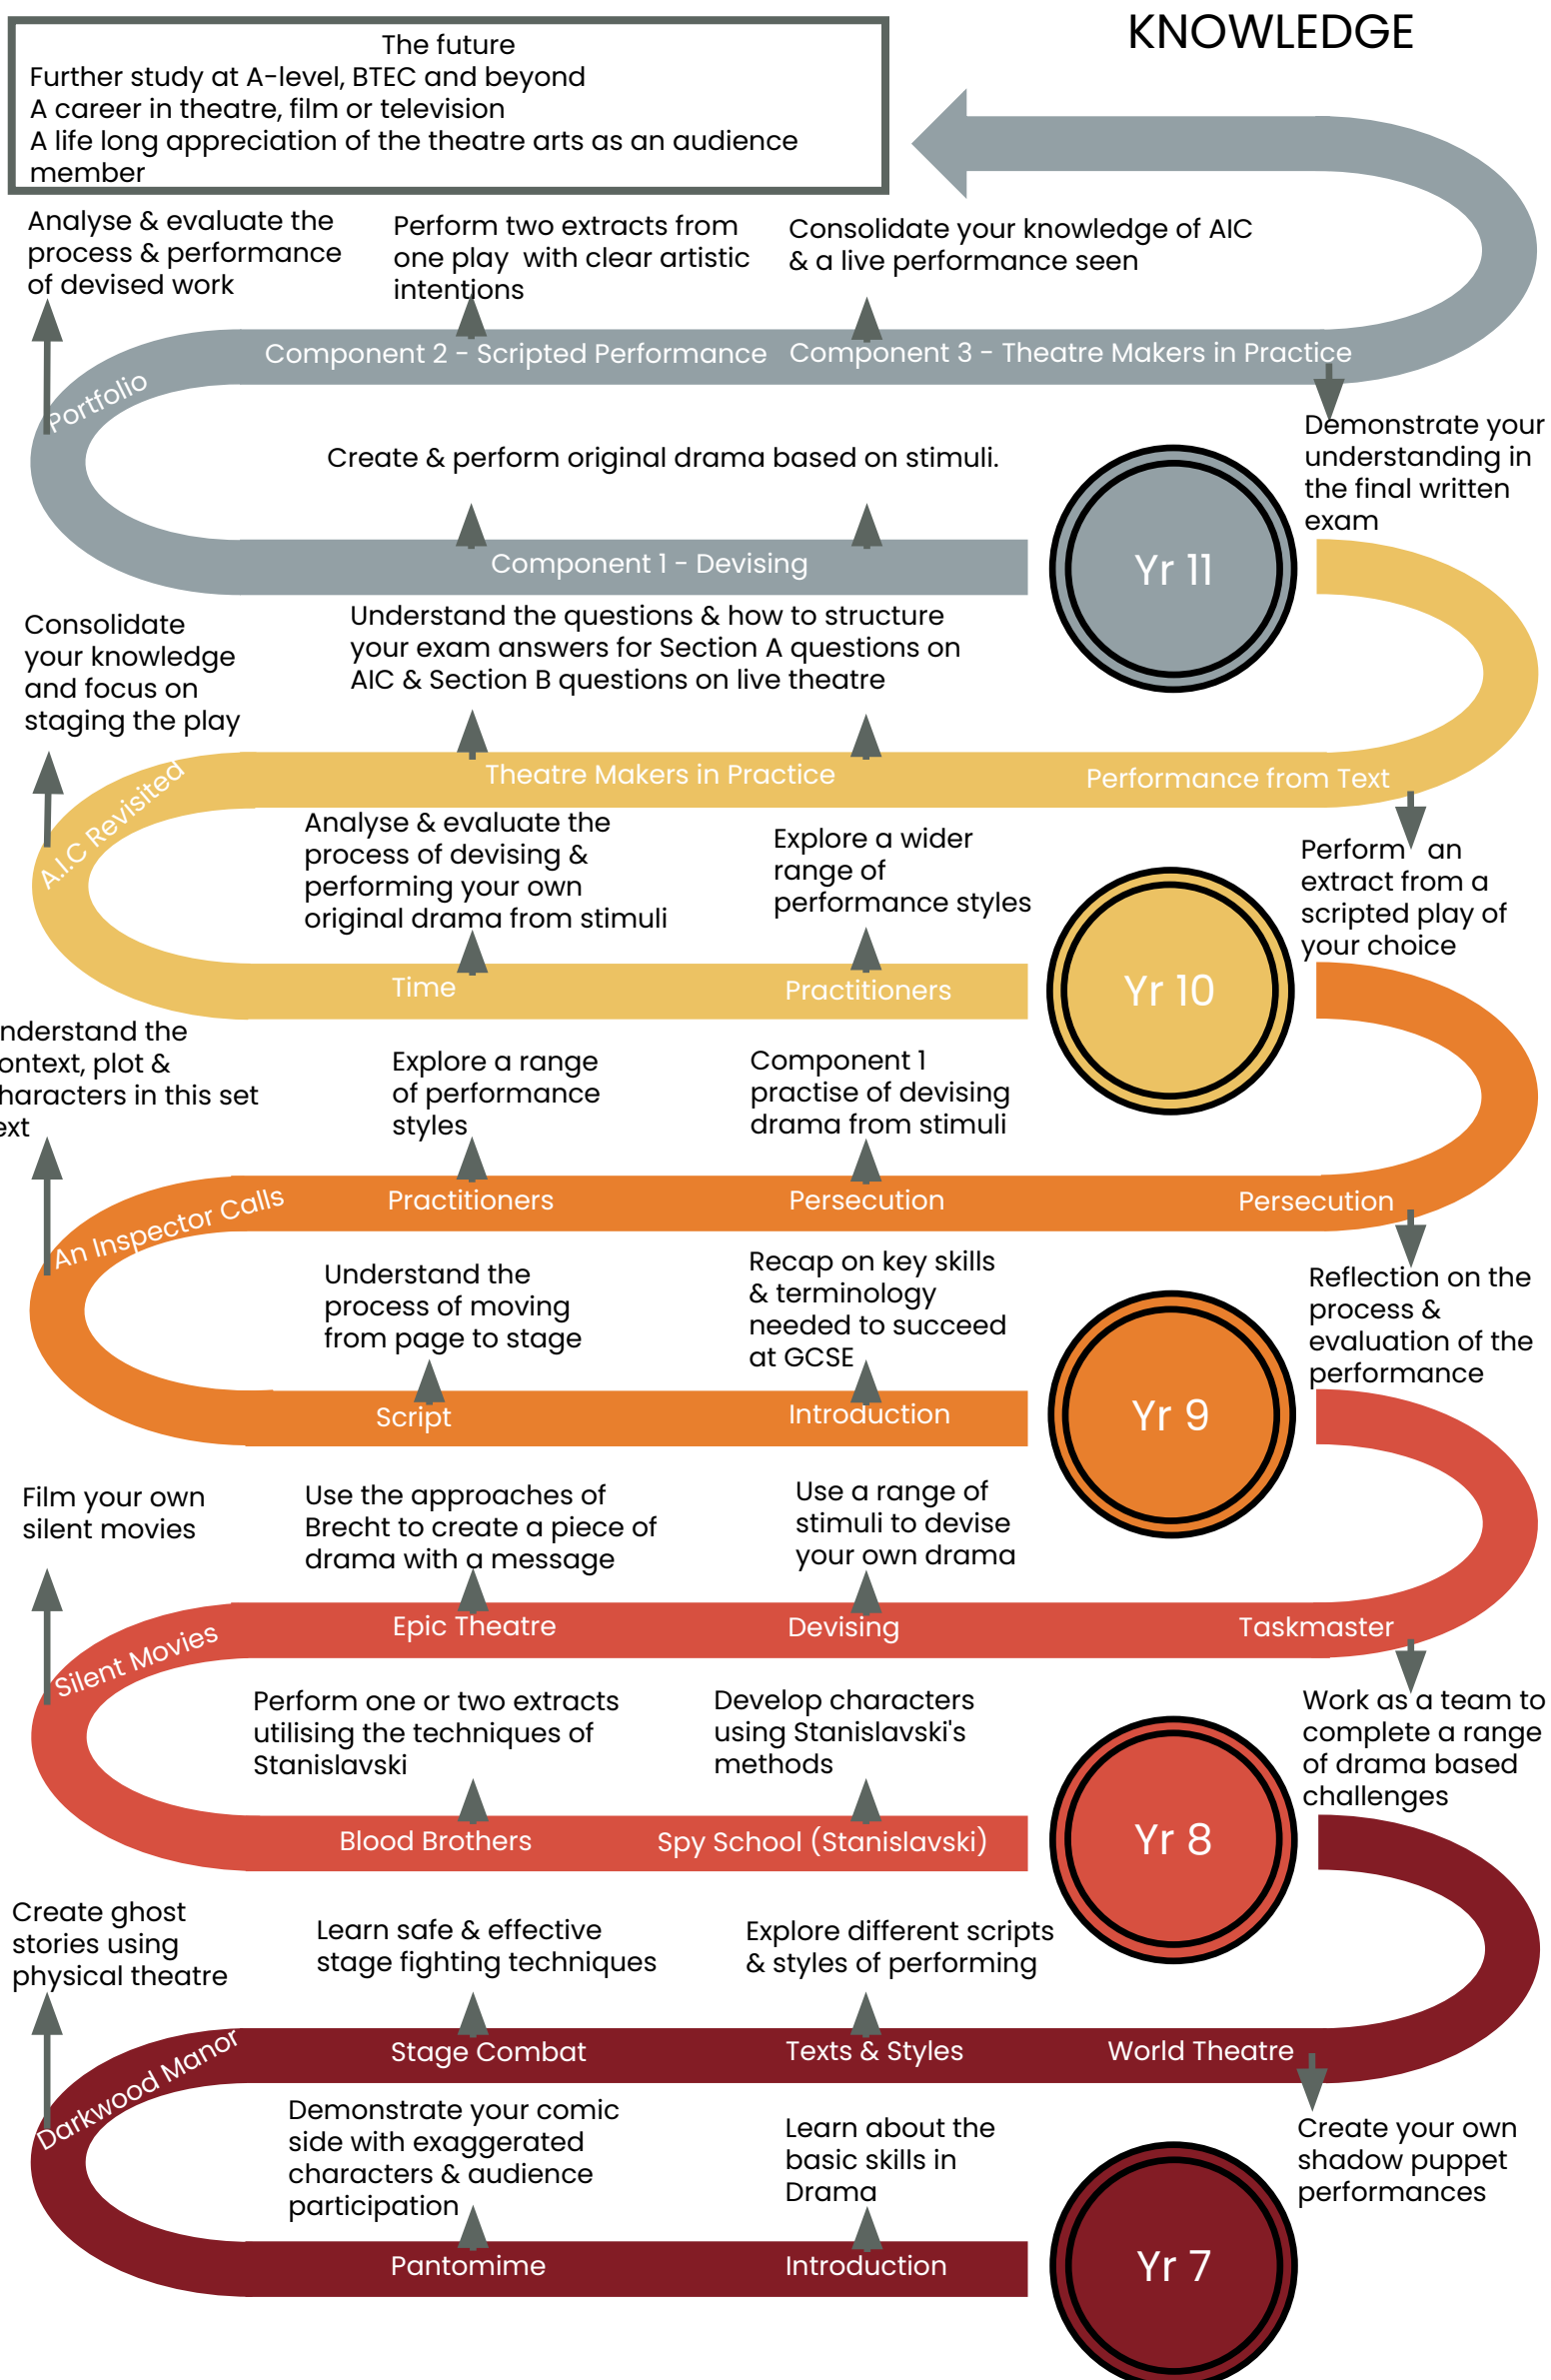 KNOWLEDGE
The future
Further study at A-level, BTEC and beyond
A career in theatre, film or television
A life long appreciation of the theatre arts as an audience
member
Analyse & evaluate the
process & performance
of devised work
Perform two extracts from
one play with clear artistic
intentions
Consolidate your knowledge of AIC
& a live performance seen
Portfolio
Component 2 - Scripted Performance
Component 3 - Theatre Makers in Practice
Demonstrate your
understanding in
the final written
exam
Create & perform original drama based on stimuli.
Component 1 - Devising
Yr 11
Consolidate
your knowledge
and focus on
staging the play
Understand the questions & how to structure
your exam answers for Section A questions on
AIC & Section B questions on live theatre
A.I.C Revisited
Theatre Makers in Practice
Performance from Text
Perform an
extract from a
scripted play of
your choice
Analyse & evaluate the
process of devising &
performing your own
original drama from stimuli
Explore a wider
range of
performance styles
Time
Practitioners
Yr 10
nderstand the
ontext, plot &
haracters in this set
ext
Explore a range
of performance
styles
Component 1
practise of devising
drama from stimuli
An Inspector Calls
Practitioners
Persecution
Persecution
Reflection on the
process &
evaluation of the
performance
Understand the
process of moving
from page to stage
Recap on key skills
& terminology
needed to succeed
at GCSE
Script
Introduction
Yr 9
Film your own
silent movies
Use the approaches of
Brecht to create a piece of
drama with a message
Use a range of
stimuli to devise
your own drama
Silent Movies
Epic Theatre
Devising
Taskmaster
Work as a team to
complete a range
of drama based
challenges
Perform one or two extracts
utilising the techniques of
Stanislavski
Develop characters
using Stanislavski's
methods
Blood Brothers
Spy School (Stanislavski)
Yr 8
Create ghost
stories using
physical theatre
Learn safe & effective
stage fighting techniques
Explore different scripts
& styles of performing
Darkwood Manor
Stage Combat
Texts & Styles
World Theatre
Create your own
shadow puppet
performances
Demonstrate your comic
side with exaggerated
characters & audience
participation
Learn about the
basic skills in
Drama
Pantomime
Introduction
Yr 7